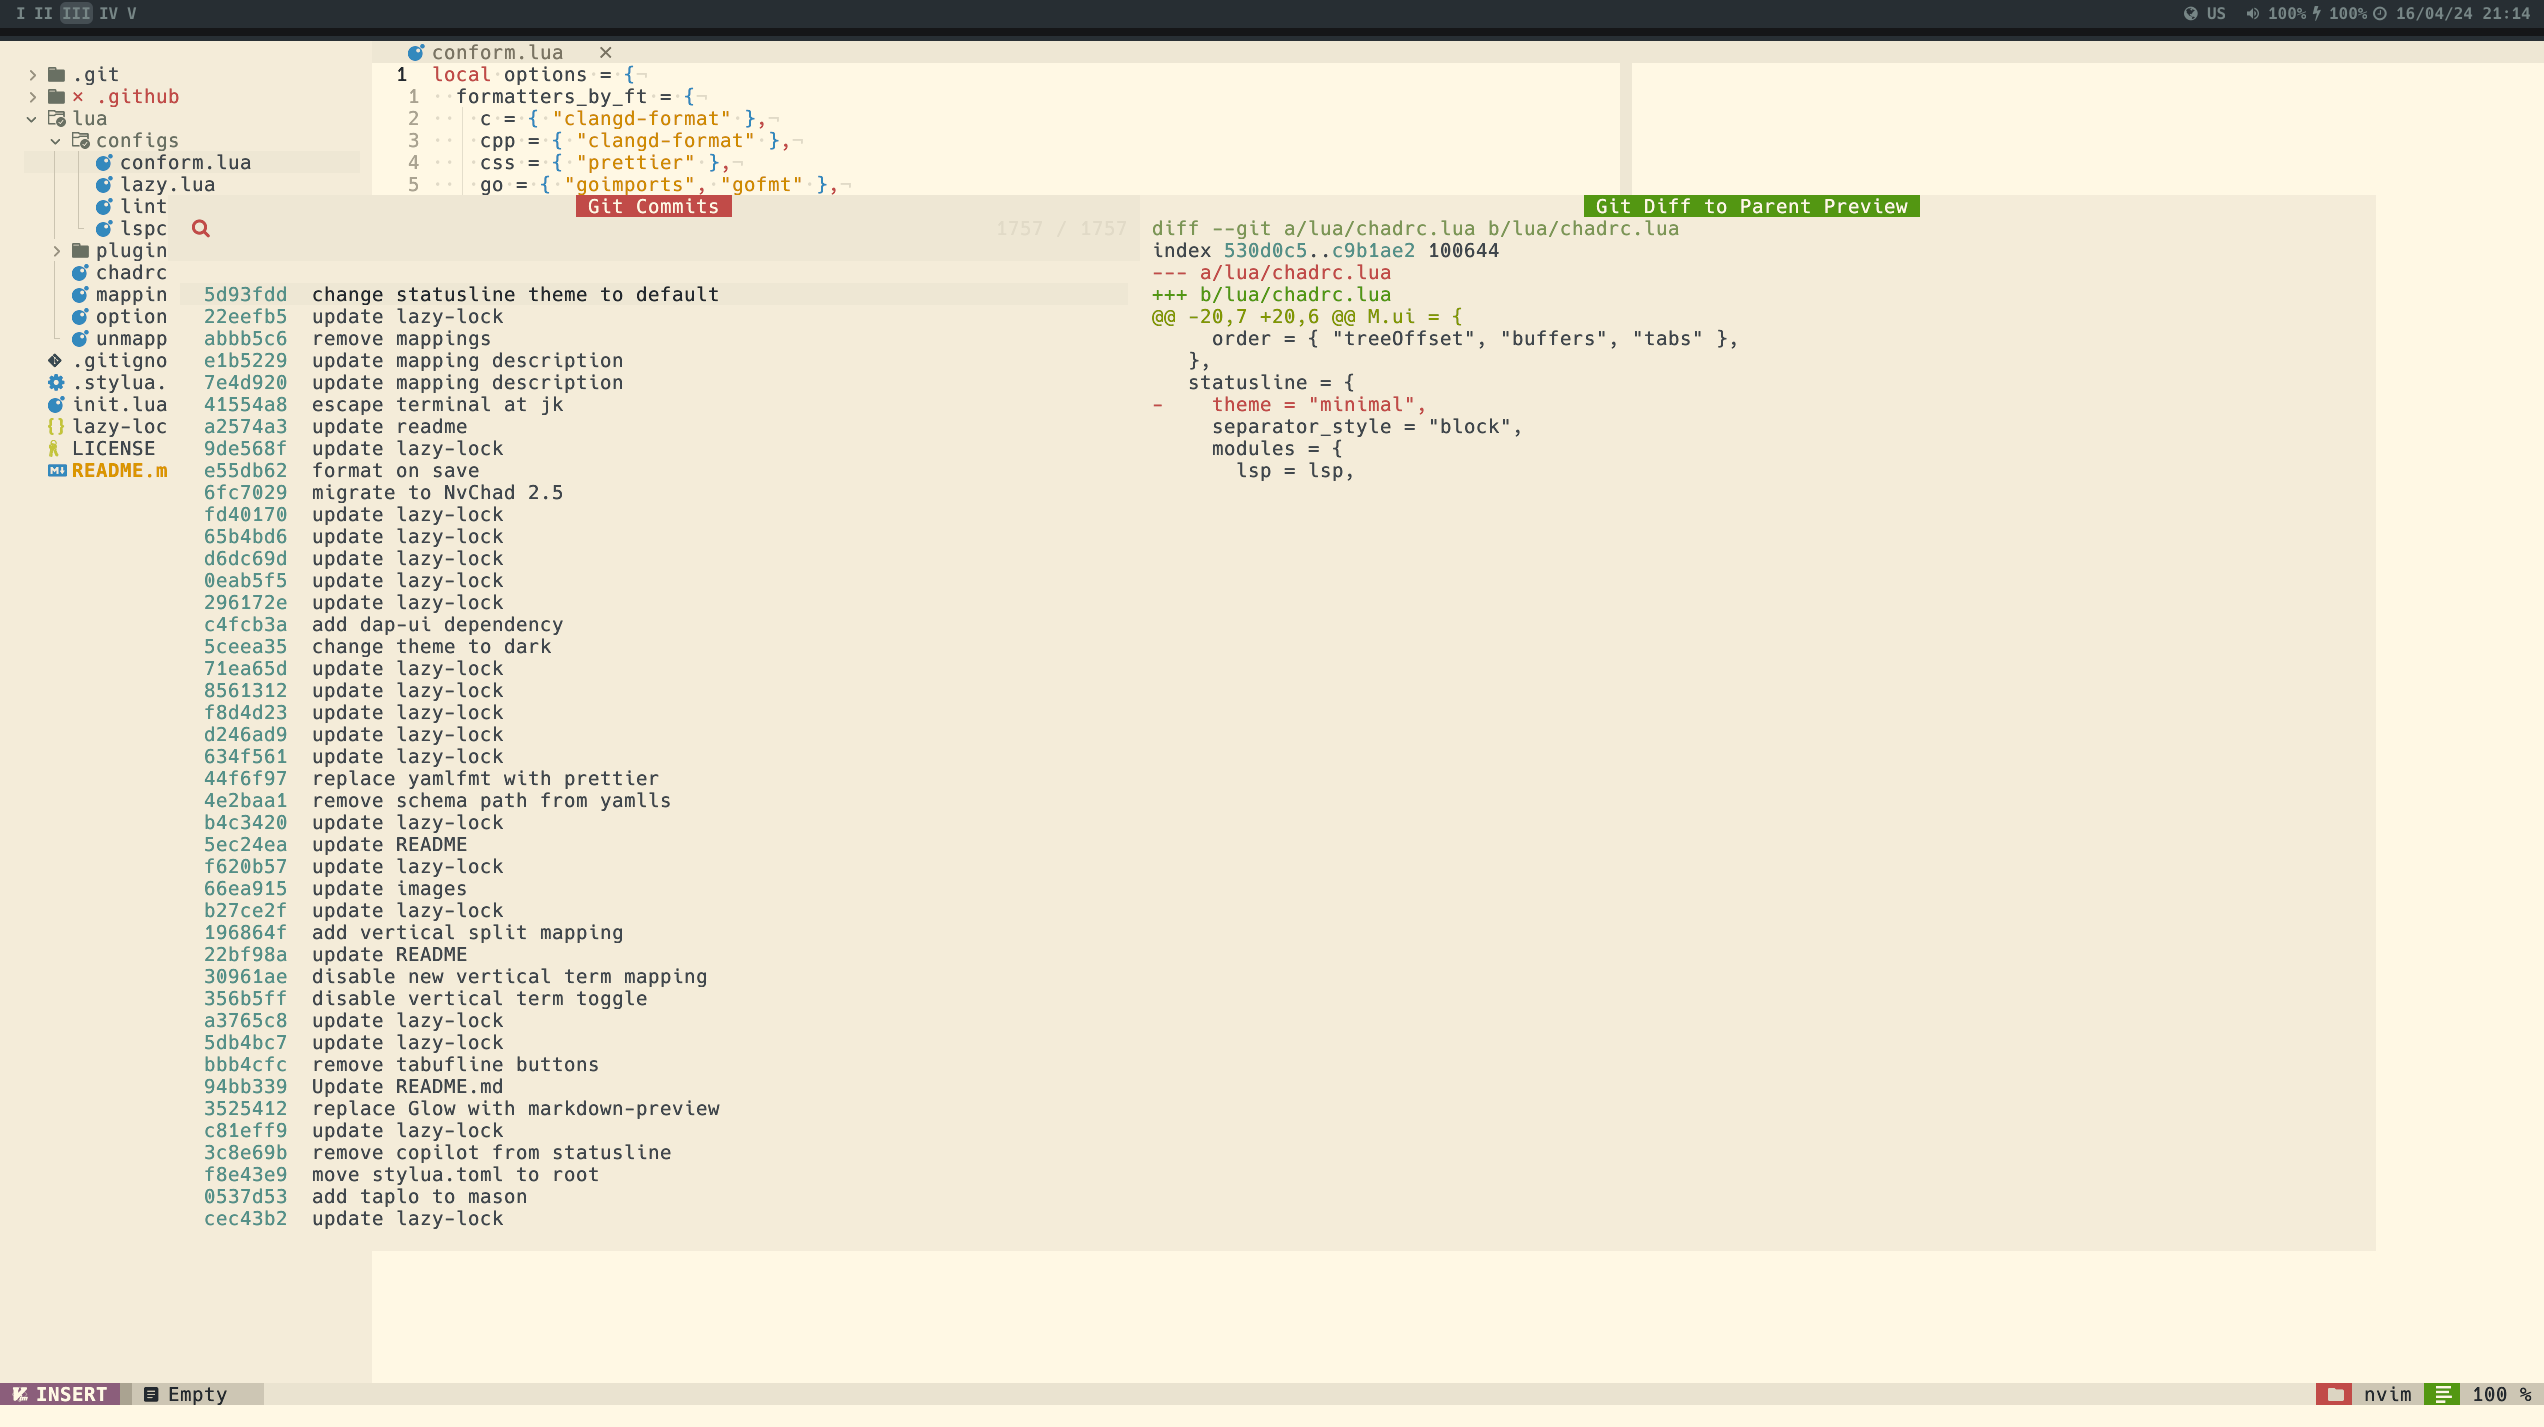 I II III IV V
US 100% 100% 16/04/24 21:14
.git
.github
lua
configs
conform.lua
lazy.lua
lint
lspc
plugin
chadrc
mappin
option
unmapp
.gitigno
.stylua.
init.lua
lazy-loc
LICENSE
README.m
conform.lua ×
1 local options = {¬
1 ··formatters_by_ft = {¬
2 c = { "clangd-format" },¬
3 cpp = { "clangd-format" },¬
4 css = { "prettier" },¬
5 go = { "goimports", "gofmt" },¬
Git Commits
1757 / 1757
5d93fdd change statusline theme to default
22eefb5 update lazy-lock
abbb5c6 remove mappings
e1b5229 update mapping description
7e4d920 update mapping description
41554a8 escape terminal at jk
a2574a3 update readme
9de568f update lazy-lock
e55db62 format on save
6fc7029 migrate to NvChad 2.5
fd40170 update lazy-lock
65b4bd6 update lazy-lock
d6dc69d update lazy-lock
0eab5f5 update lazy-lock
296172e update lazy-lock
c4fcb3a add dap-ui dependency
5ceea35 change theme to dark
71ea65d update lazy-lock
8561312 update lazy-lock
f8d4d23 update lazy-lock
d246ad9 update lazy-lock
634f561 update lazy-lock
44f6f97 replace yamlfmt with prettier
4e2baa1 remove schema path from yamlls
b4c3420 update lazy-lock
5ec24ea update README
f620b57 update lazy-lock
66ea915 update images
b27ce2f update lazy-lock
196864f add vertical split mapping
22bf98a update README
30961ae disable new vertical term mapping
356b5ff disable vertical term toggle
a3765c8 update lazy-lock
5db4bc7 update lazy-lock
bbb4cfc remove tabufline buttons
94bb339 Update README.md
3525412 replace Glow with markdown-preview
c81eff9 update lazy-lock
3c8e69b remove copilot from statusline
f8e43e9 move stylua.toml to root
0537d53 add taplo to mason
cec43b2 update lazy-lock
Git Diff to Parent Preview
diff --git a/lua/chadrc.lua b/lua/chadrc.lua
index 530d0c5..c9b1ae2 100644
--- a/lua/chadrc.lua
+++ b/lua/chadrc.lua
@@ -20,7 +20,6 @@ M.ui = {
order = { "treeOffset", "buffers", "tabs" },
},
statusline = {
- theme = "minimal",
separator_style = "block",
modules = {
lsp = lsp,
INSERT Empty nvim 100 %